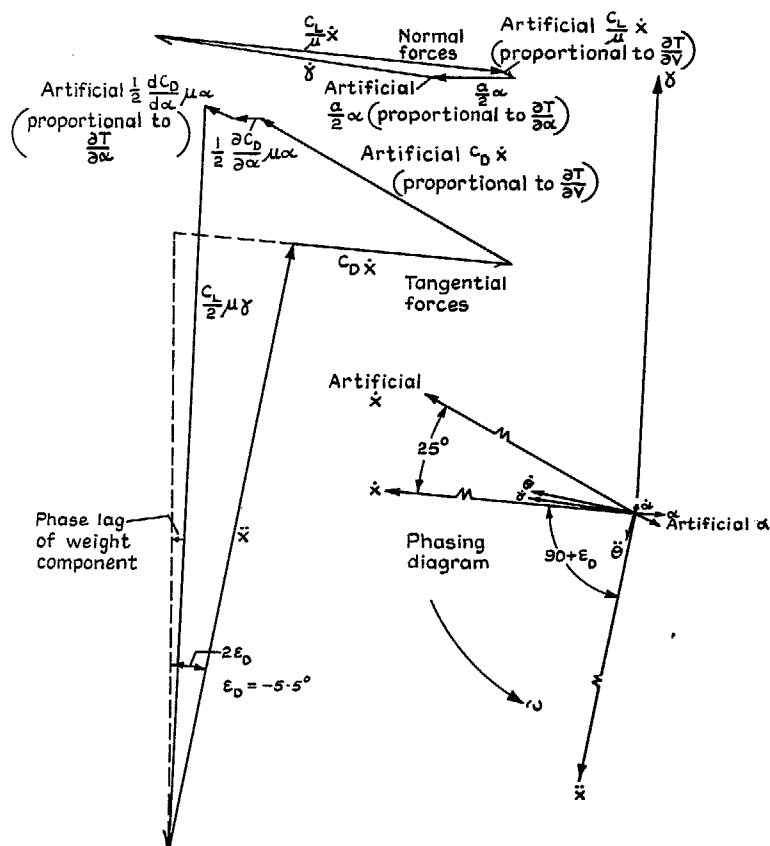 C_L/μ ẋ
Normal
forces
Artificial C_L/μ ẋ
(proportional to ∂T/∂V)
γ̇
Artificial
a/2 α (proportional to ∂T/∂α)
a/2 α
γ
Artificial 1/2 dC_D/dα μα
(proportional to
∂T/∂α)
1/2 ∂C_D/∂α μα
Artificial C_D ẋ
(proportional to ∂T/∂V)
C_D ẋ
Tangential
forces
C_L/2 μγ
Artificial
ẋ
25°
ẋ
θ̇
γ̇
α̇
α
Artificial α
θ̈
Phase lag
of weight
component
ẍ
Phasing
diagram
90+ε_D
2ε_D
ε_D = -5·5°
ω
ẍ